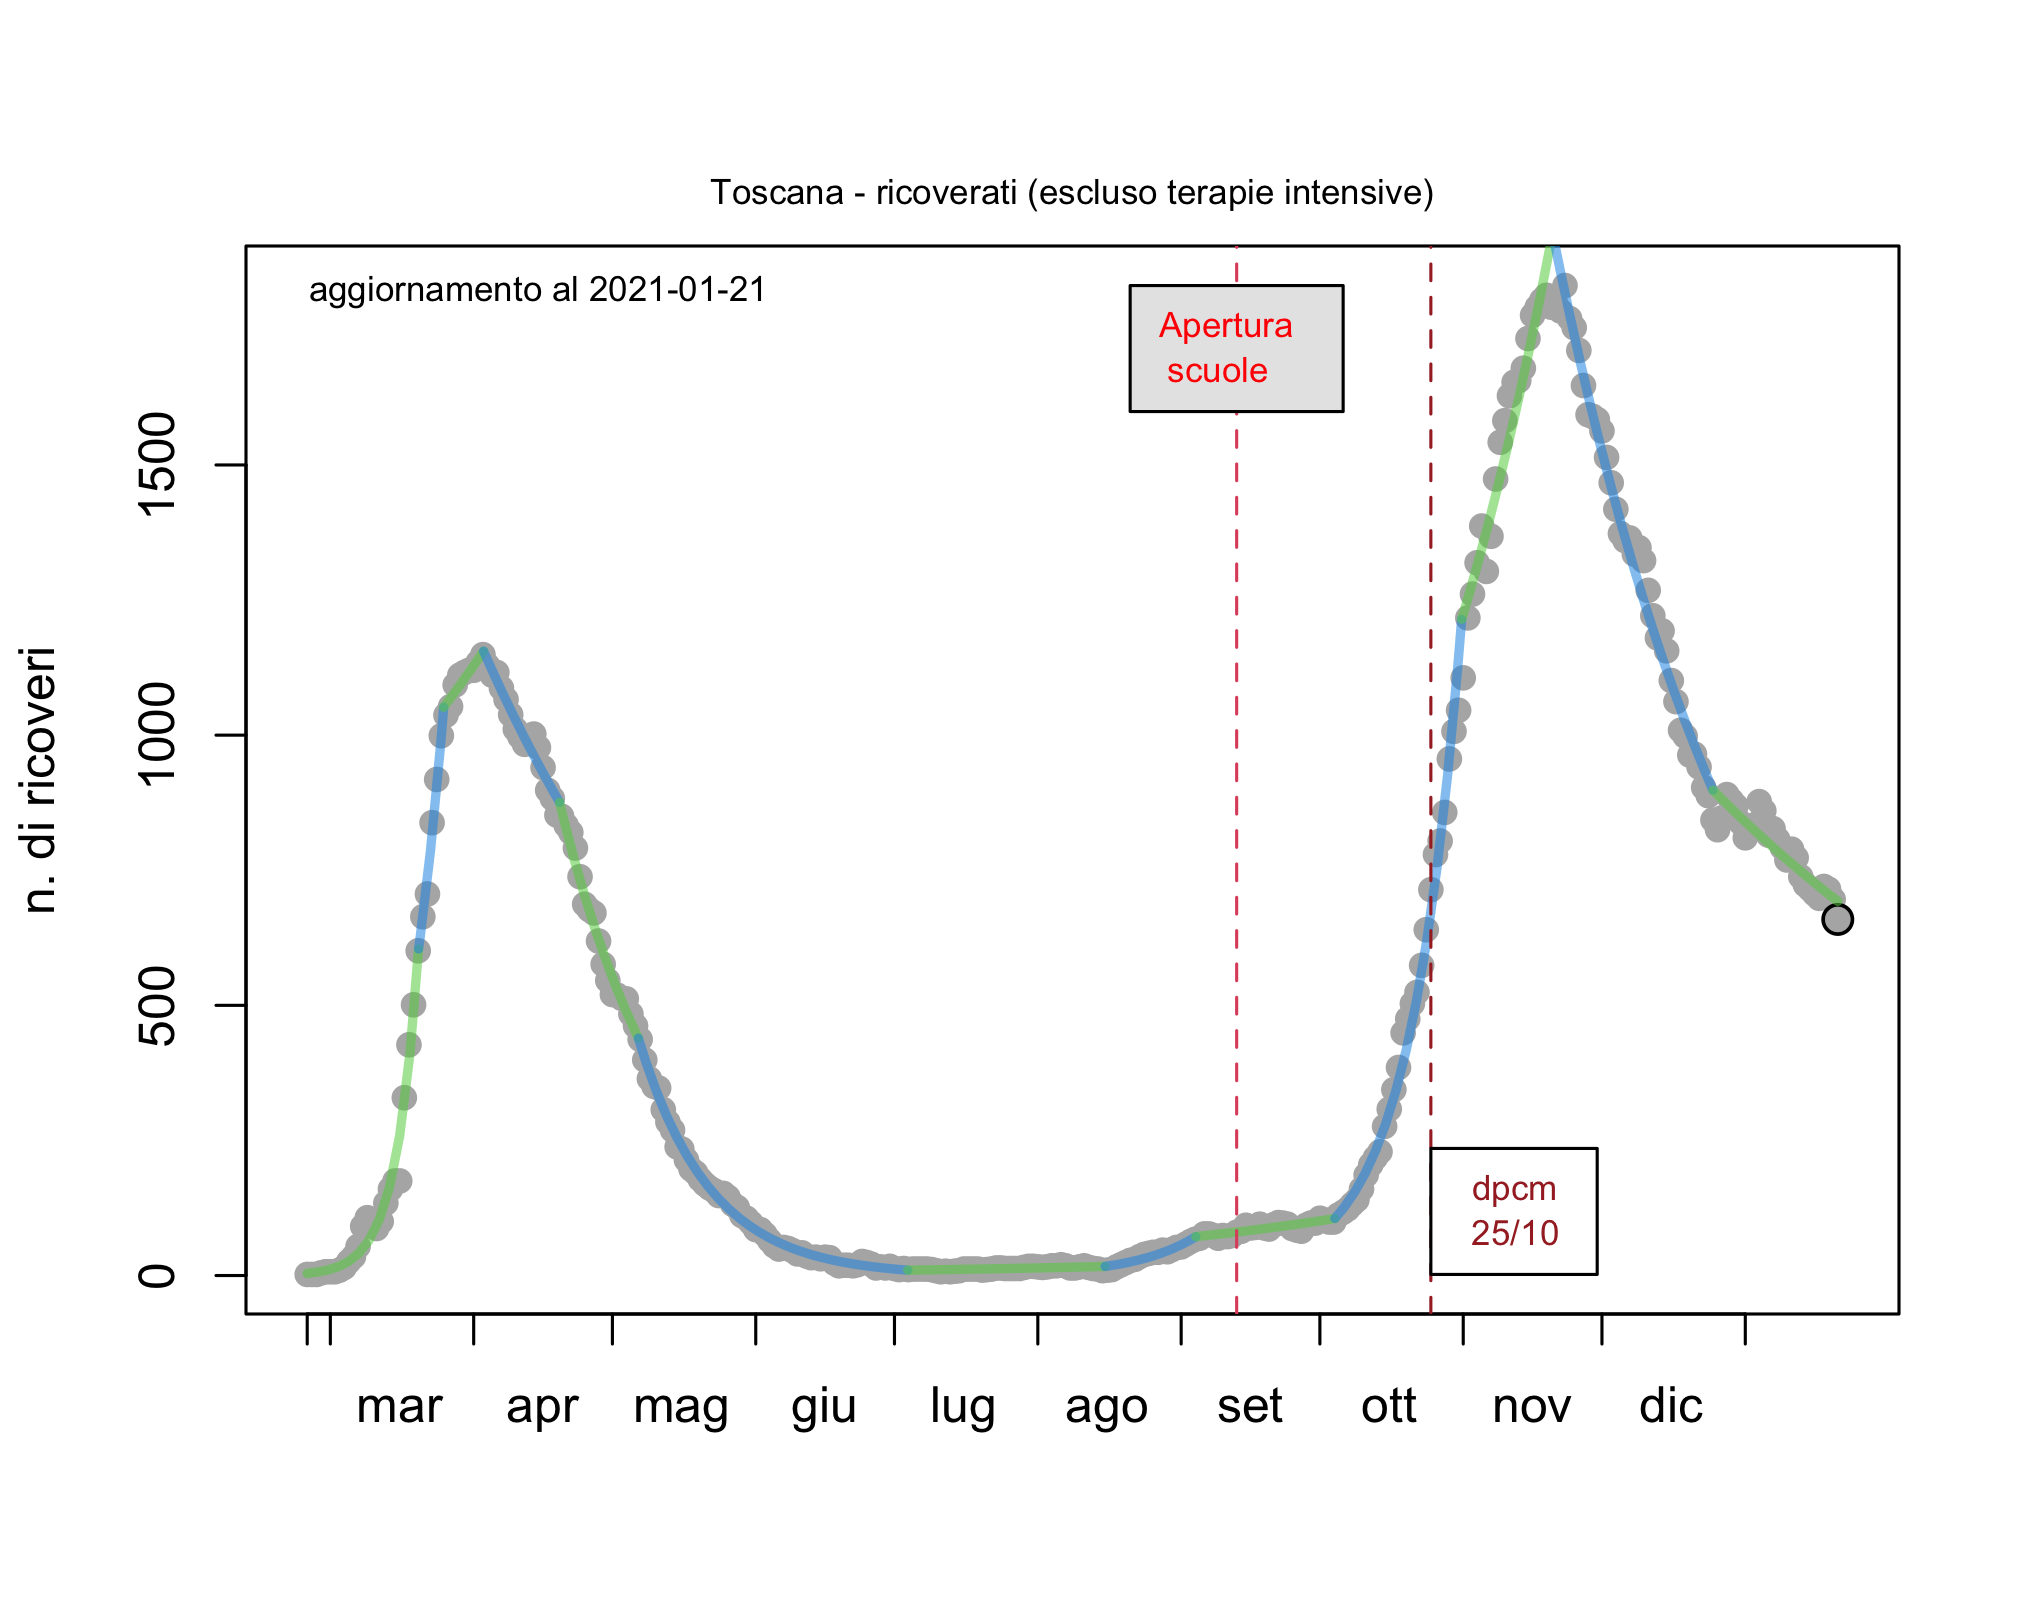 Toscana - ricoverati (escluso terapie intensive)
aggiornamento al 2021-01-21
Apertura
scuole
n. di ricoveri
1500
1000
500
0
dpcm
25/10
mar apr mag giu lug ago set ott nov dic